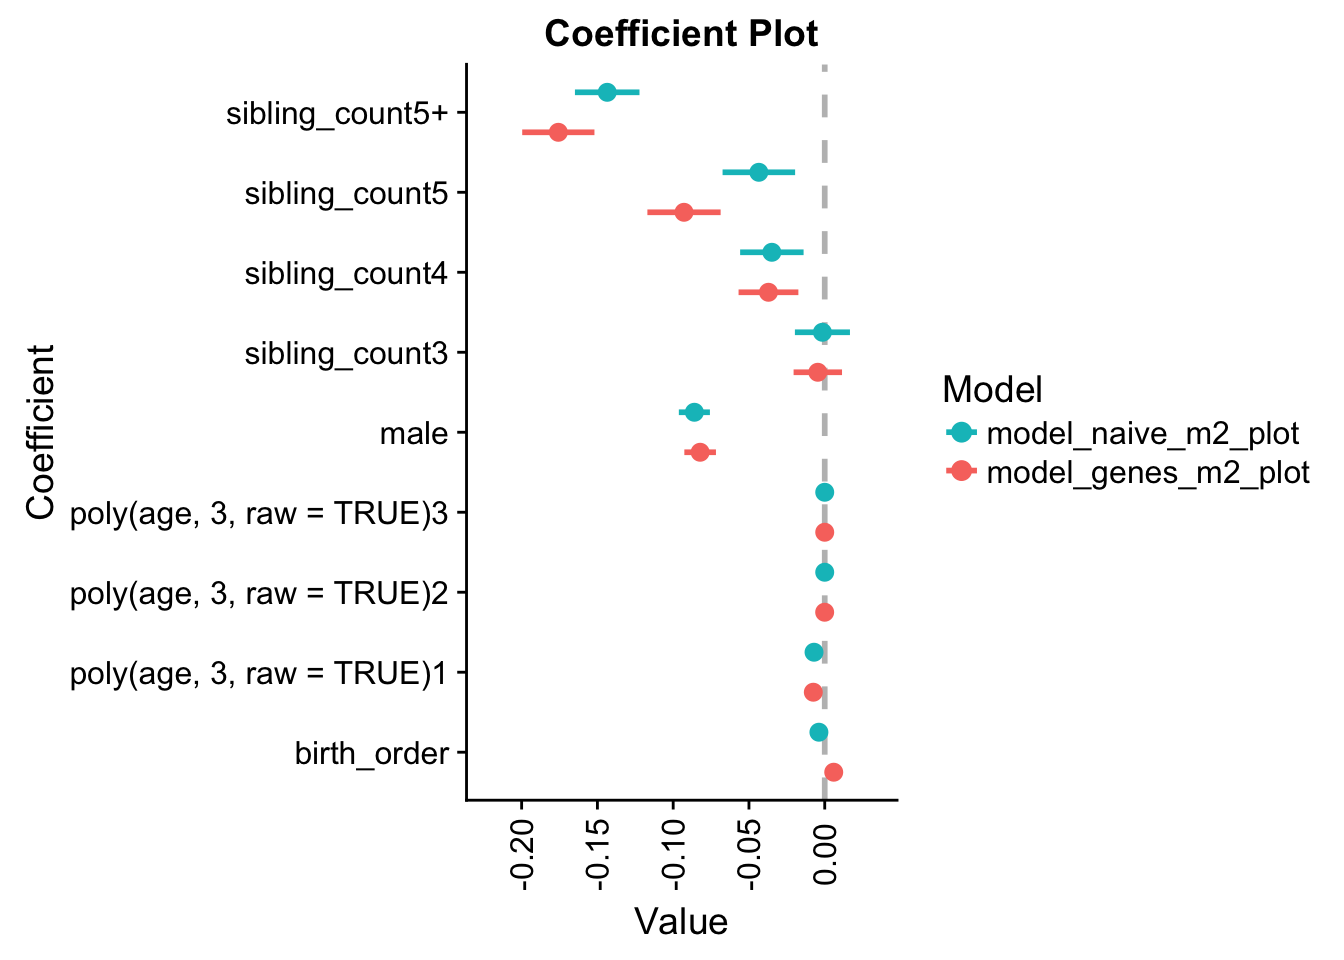 Coefficient Plot
sibling_count5+
sibling_count5
sibling_count4
sibling_count3
male
poly(age, 3, raw = TRUE)3
poly(age, 3, raw = TRUE)2
poly(age, 3, raw = TRUE)1
birth_order
Coefficient
-0.20
-0.15
-0.10
-0.05
0.00
Value
Model
model_naive_m2_plot
model_genes_m2_plot